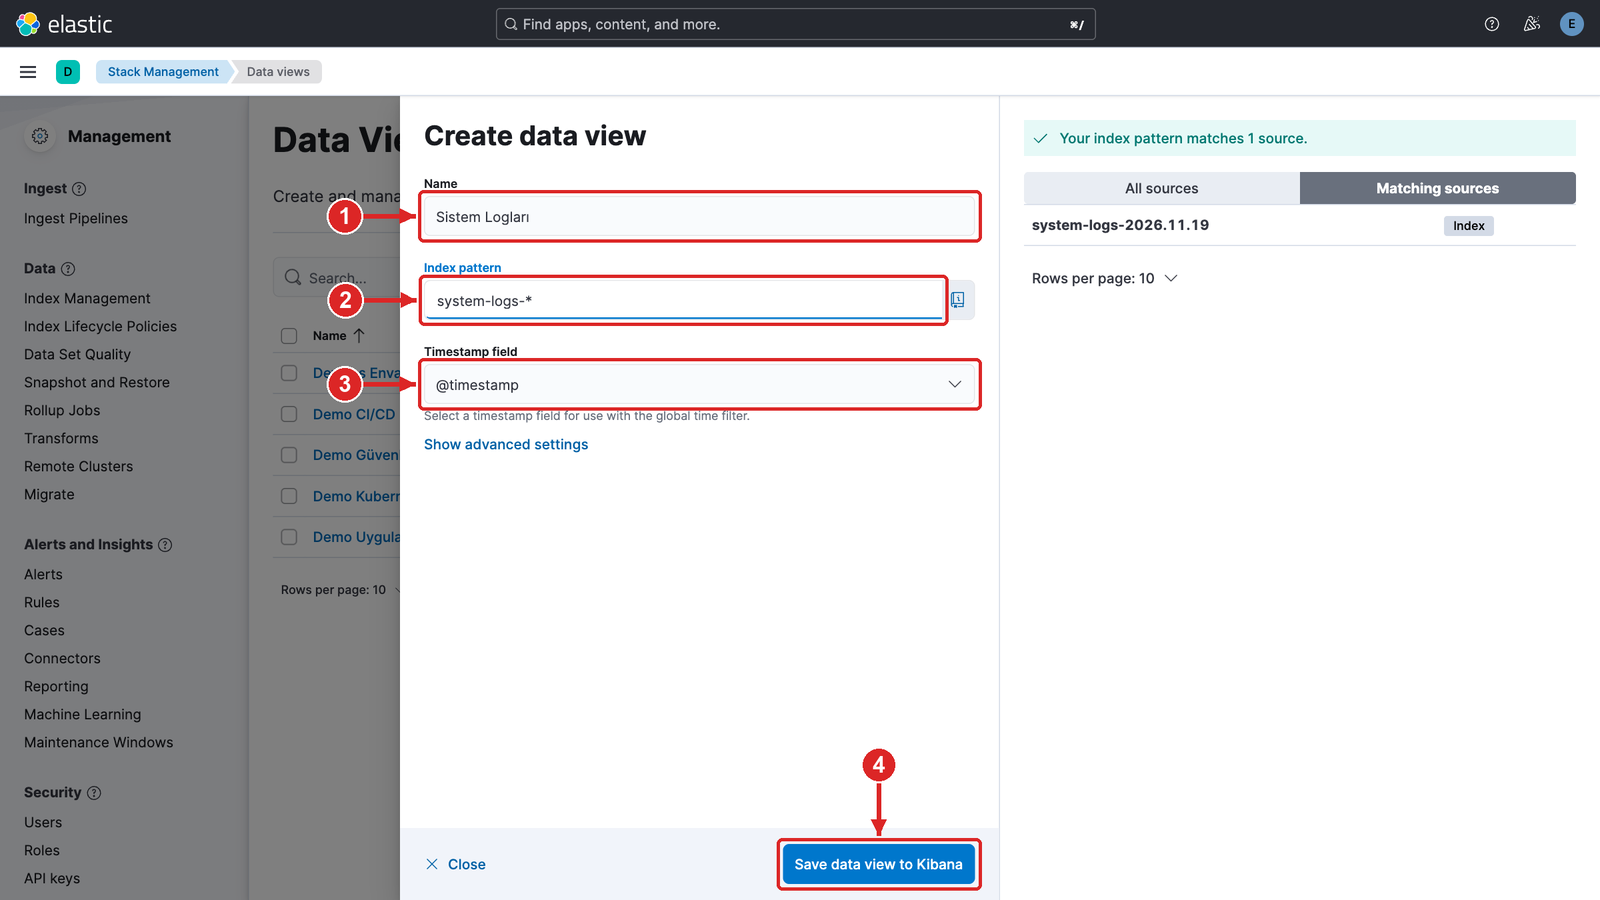 elastic
Find apps, content, and more.
⌘/
E
D
Stack Management
Data views
Management
Ingest
Ingest Pipelines
Data
Index Management
Index Lifecycle Policies
Data Set Quality
Snapshot and Restore
Rollup Jobs
Transforms
Remote Clusters
Migrate
Alerts and Insights
Alerts
Rules
Cases
Connectors
Reporting
Machine Learning
Maintenance Windows
Security
Users
Roles
API keys
Data Vie
Create and mana
Search...
Name
Enva
Demo CI/CD
Demo Güven
Demo Kubern
Demo Uygula
Rows per page: 10
Create data view
Name
1
Sistem Logları
Index pattern
2
system-logs-*
Timestamp field
3
@timestamp
Select a timestamp field for use with the global time filter.
Show advanced settings
4
Close
Save data view to Kibana
Your index pattern matches 1 source.
All sources
Matching sources
system-logs-2026.11.19
Index
Rows per page: 10